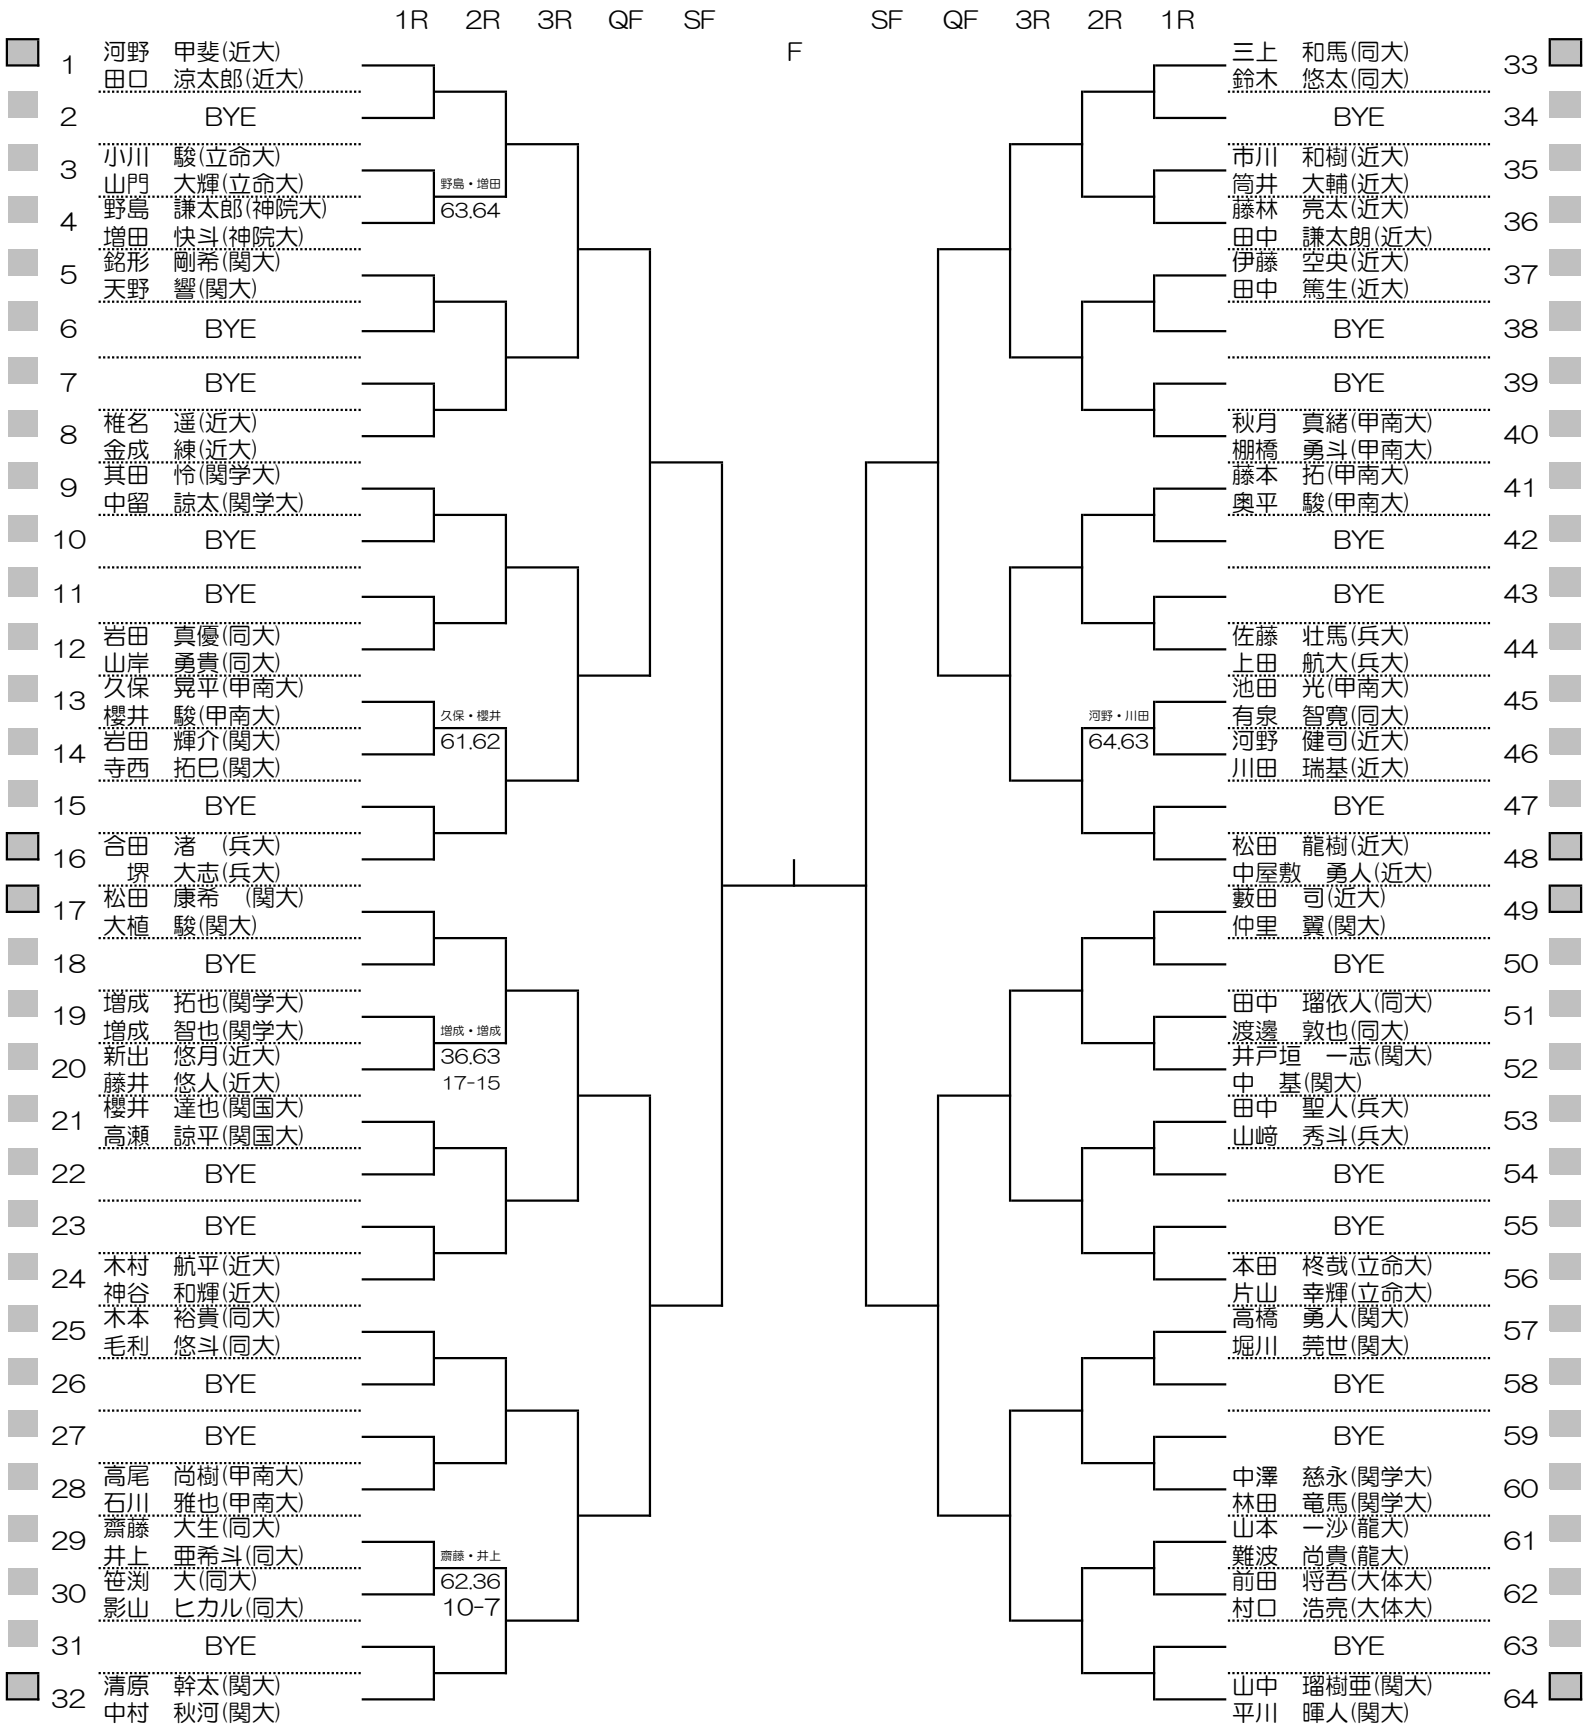 1R 2R 3R QF SF F SF QF 3R 2R 1R
1 河野 甲斐(近大)
田口 涼太郎(近大)
2 BYE
3 小川 駿(立命大)
山門 大輝(立命大)
野島・増田
63.64
4 野島 謙太郎(神院大)
増田 快斗(神院大)
5 銘形 剛希(関大)
天野 響(関大)
6 BYE
7 BYE
8 椎名 遥(近大)
金成 練(近大)
9 其田 怜(関学大)
中留 諒太(関学大)
10 BYE
11 BYE
12 岩田 真優(同大)
山岸 勇貴(同大)
13 久保 晃平(甲南大)
櫻井 駿(甲南大)
久保・櫻井
61.62
14 岩田 輝介(関大)
寺西 拓巳(関大)
15 BYE
16 合田 渚 (兵大)
堺 大志(兵大)
17 松田 康希 (関大)
大植 駿(関大)
18 BYE
19 増成 拓也(関学大)
増成 智也(関学大)
増成・増成
36.63
17-15
20 新出 悠月(近大)
藤井 悠人(近大)
21 櫻井 達也(関国大)
高瀬 諒平(関国大)
22 BYE
23 BYE
24 木村 航平(近大)
神谷 和輝(近大)
25 木本 裕貴(同大)
毛利 悠斗(同大)
26 BYE
27 BYE
28 高尾 尚樹(甲南大)
石川 雅也(甲南大)
29 齋藤 大生(同大)
井上 亜希斗(同大)
齋藤・井上
62.36
10-7
30 笹渕 大(同大)
影山 ヒカル(同大)
31 BYE
32 清原 幹太(関大)
中村 秋河(関大)
三上 和馬(同大) 33
鈴木 悠太(同大)
BYE 34
市川 和樹(近大) 35
筒井 大輔(近大)
藤林 亮太(近大) 36
田中 謙太朗(近大)
伊藤 空央(近大) 37
田中 篤生(近大)
BYE 38
BYE 39
秋月 真緒(甲南大) 40
棚橋 勇斗(甲南大)
藤本 拓(甲南大) 41
奥平 駿(甲南大)
BYE 42
BYE 43
佐藤 壮馬(兵大) 44
上田 航大(兵大)
池田 光(甲南大) 45
有泉 智寛(同大)
河野・川田
64.63
河野 健司(近大) 46
川田 瑞基(近大)
BYE 47
松田 龍樹(近大) 48
中屋敷 勇人(近大)
藪田 司(近大) 49
仲里 翼(関大)
BYE 50
田中 瑠依人(同大) 51
渡邊 敦也(同大)
井戸垣 一志(関大) 52
中 基(関大)
田中 聖人(兵大) 53
山﨑 秀斗(兵大)
BYE 54
BYE 55
本田 柊哉(立命大) 56
片山 幸輝(立命大)
高橋 勇人(関大) 57
堀川 莞世(関大)
BYE 58
BYE 59
中澤 慈永(関学大) 60
林田 竜馬(関学大)
山本 一沙(龍大) 61
難波 尚貴(龍大)
前田 将吾(大体大) 62
村口 浩亮(大体大)
BYE 63
山中 瑠樹亜(関大) 64
平川 暉人(関大)